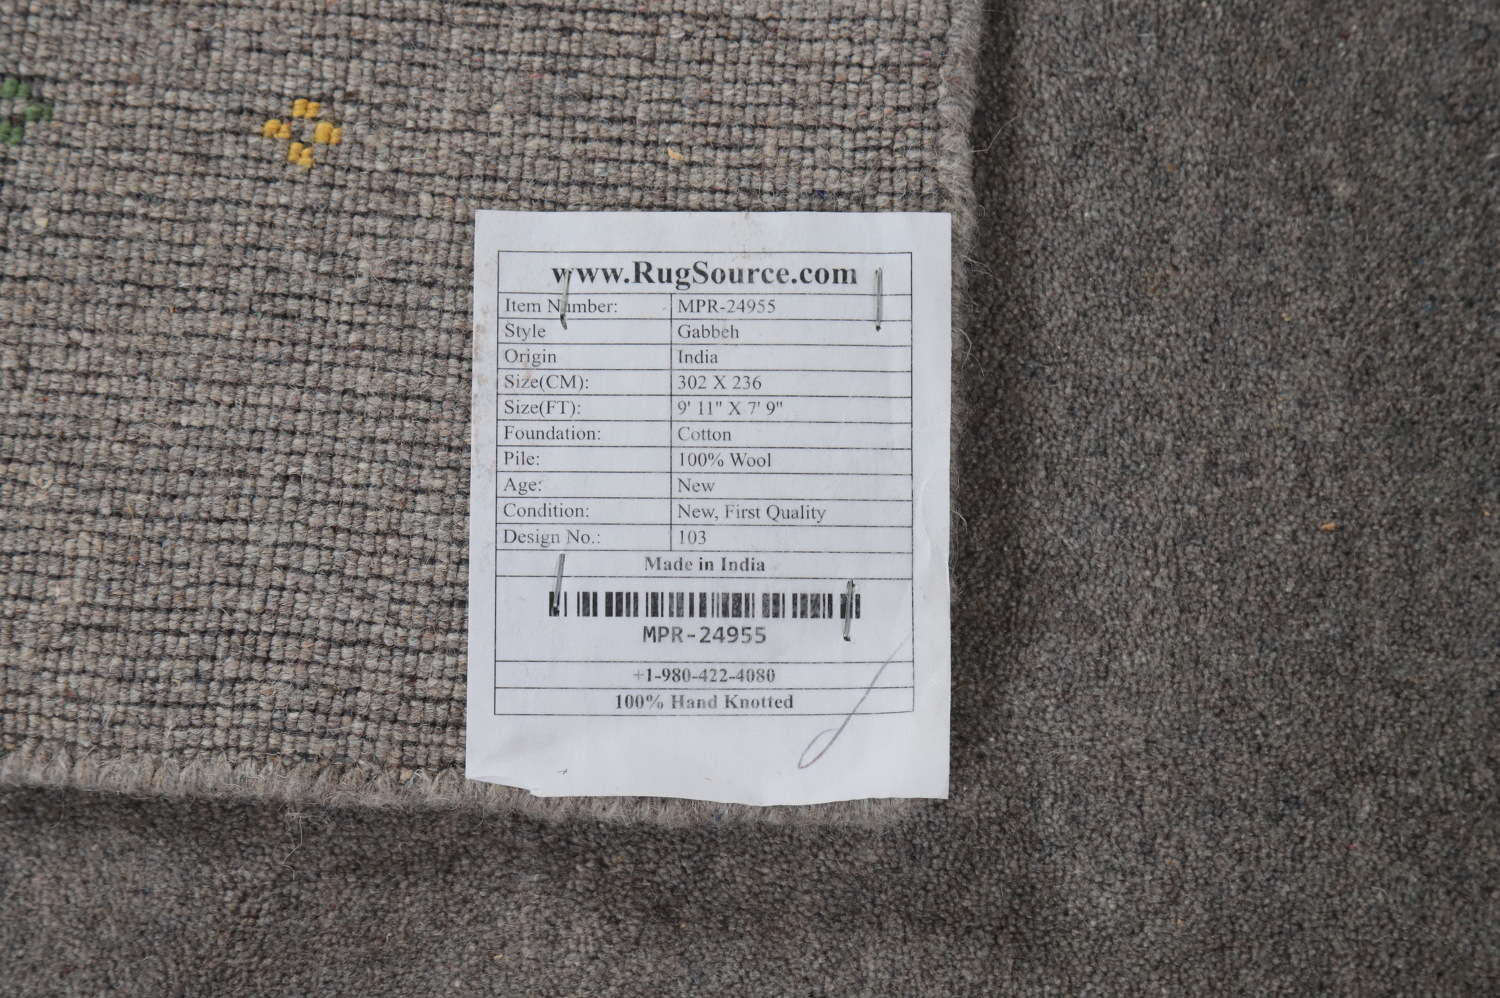 www.RugSource.com
Item Number: MPR-24955
Style Gabbeh
Origin India
Size(CM): 302 X 236
Size(FT): 9' 11" X 7' 9"
Foundation: Cotton
Pile: 100% Wool
Age: New
Condition: New, First Quality
Design No.: 103
Made in India
MPR-24955
+1-980-422-4080
100% Hand Knotted